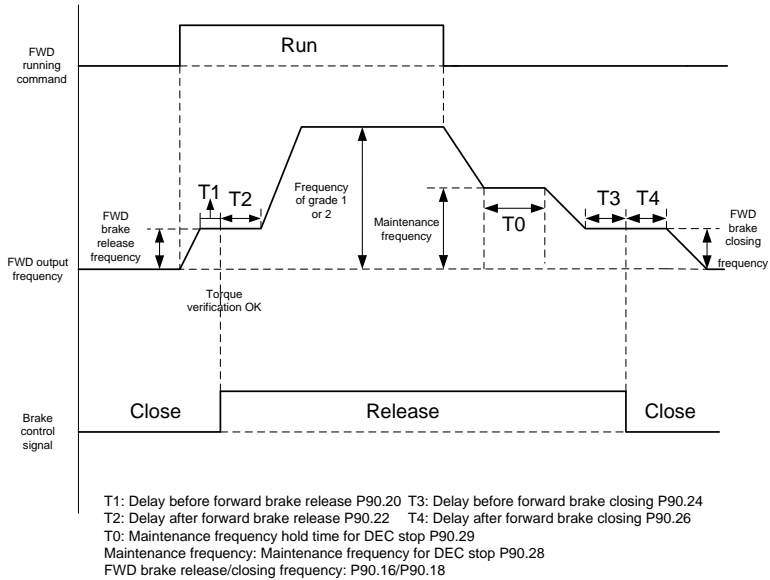 FWD
running
command
Run
FWD
brake
release
frequency
T1
T2
Frequency
of grade 1
or 2
Maintenance
frequency
T0
T3
T4
FWD
brake
closing
frequency
FWD output
frequency
Torque
verification OK
Brake
control
signal
Close
Release
Close
T1: Delay before forward brake release P90.20 T3: Delay before forward brake closing P90.24
T2: Delay after forward brake release P90.22 T4: Delay after forward brake closing P90.26
T0: Maintenance frequency hold time for DEC stop P90.29
Maintenance frequency: Maintenance frequency for DEC stop P90.28
FWD brake release/closing frequency: P90.16/P90.18